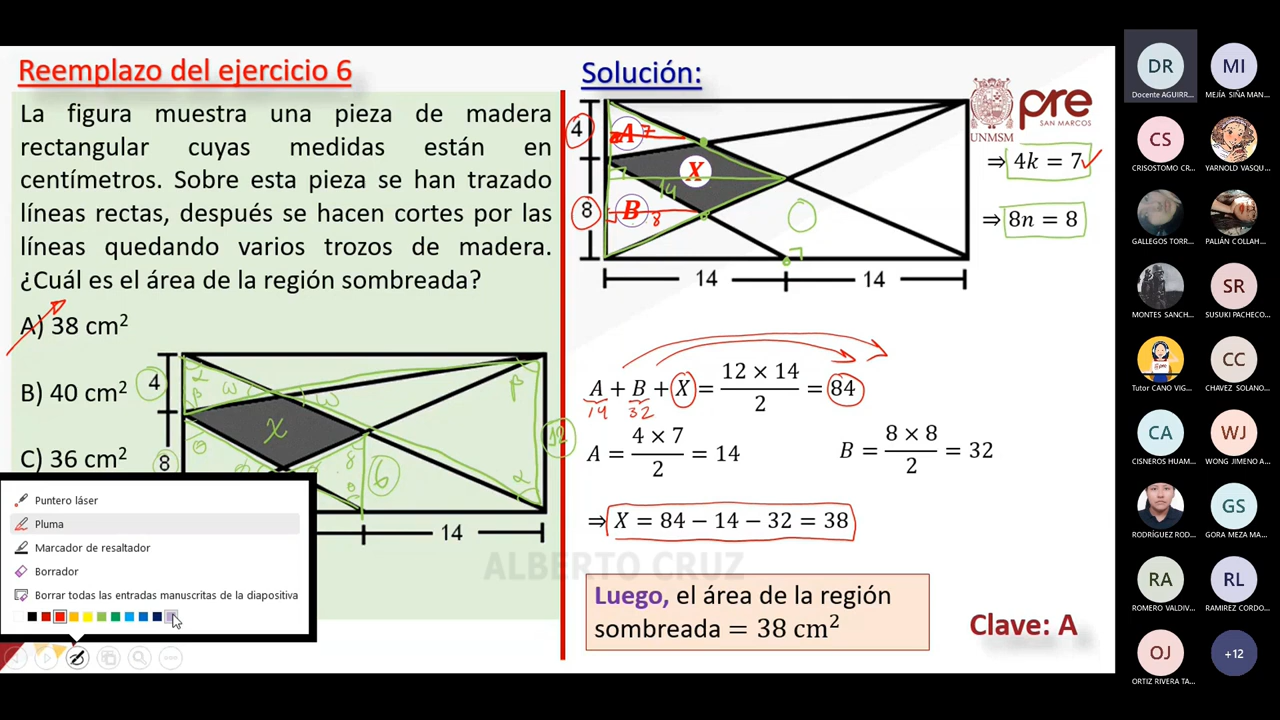 Reemplazo del ejercicio 6
La figura muestra una pieza de madera
rectangular cuyas medidas están en
centímetros. Sobre esta pieza se han trazado
líneas rectas, después se hacen cortes por las
líneas quedando varios trozos de madera.
¿Cuál es el área de la región sombreada?
A) 38 cm²
B) 40 cm²
C) 36 cm²
4
8
α
β
ω
ω
β
X
θ
6
12
α
14
Puntero láser
Pluma
Marcador de resaltador
Borrador
Borrar todas las entradas manuscritas de la diapositiva
Solución:
4
8
A
7
X
14
B
8
7
14
14
UNMSM
pre
SAN MARCOS
⇒ 4k = 7
⇒ 8n = 8
A + B + X = (12 × 14)/2 = 84
14 32
A = (4 × 7)/2 = 14
B = (8 × 8)/2 = 32
⇒ X = 84 − 14 − 32 = 38
ALBERTO CRUZ
Luego, el área de la región
sombreada = 38 cm²
Clave: A
DR
Docente AGUIRR...
MI
MEJÍA SIÑA MAN...
CS
CRISOSTOMO CR...
YARNOLD VASQU...
GALLEGOS TORR...
PALIÁN COLLAH...
MONTES SANCH...
SR
SUSUKI PACHECO...
Tutor CANO VIG...
CC
CHAVEZ SOLANO...
CA
CISNEROS HUAM...
WJ
WONG JIMENO A...
RODRÍGUEZ ROD...
GS
GORA MEZA MA...
RA
ROMERO VALDIV...
RL
RAMIREZ CORDO...
OJ
ORTIZ RIVERA TA...
+12